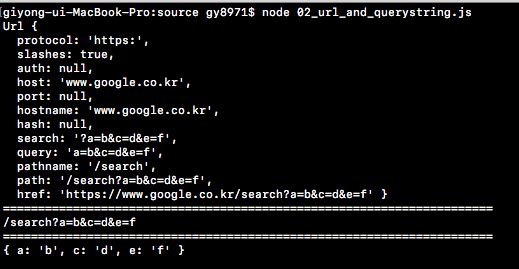 giyong-ui-MacBook-Pro:source gy8971$ node 02_url_and_querystring.js
Url {
  protocol: 'https:',
  slashes: true,
  auth: null,
  host: 'www.google.co.kr',
  port: null,
  hostname: 'www.google.co.kr',
  hash: null,
  search: '?a=b&c=d&e=f',
  query: 'a=b&c=d&e=f',
  pathname: '/search',
  path: '/search?a=b&c=d&e=f',
  href: 'https://www.google.co.kr/search?a=b&c=d&e=f' }
======================================================================
/search?a=b&c=d&e=f
======================================================================
{ a: 'b', c: 'd', e: 'f' }